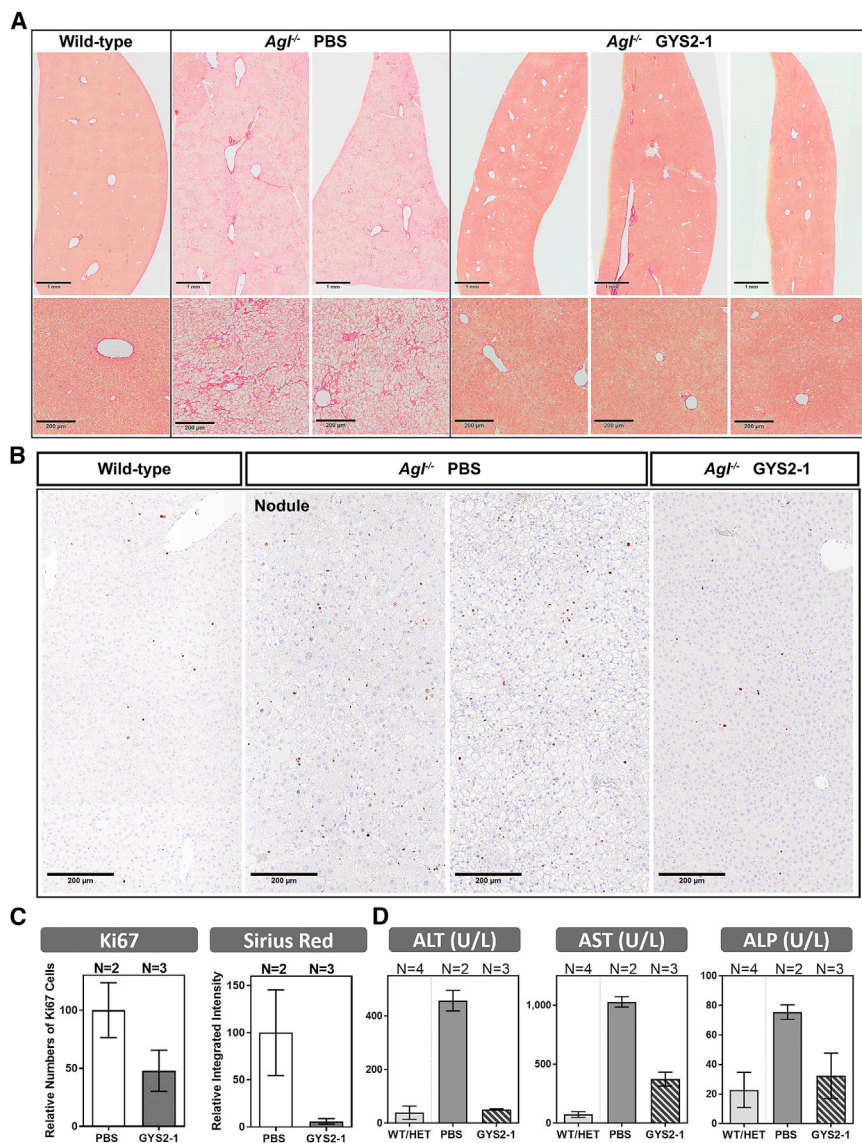 A
Wild-type
Agl-/- PBS
Agl-/- GYS2-1
1 mm
1 mm
1 mm
1 mm
1 mm
1 mm
200 µm
200 µm
200 µm
200 µm
200 µm
200 µm
B
Wild-type
Agl-/- PBS
Agl-/- GYS2-1
Nodule
200 µm
200 µm
200 µm
200 µm
C
Ki67
N=2 N=3
Relative Numbers of Ki67 Cells
100
50
0
PBS GYS2-1
Sirius Red
N=2 N=3
Relative Integrated Intensity
150
100
50
0
PBS GYS2-1
D
ALT (U/L)
N=4 N=2 N=3
400
200
0
WT/HET PBS GYS2-1
AST (U/L)
N=4 N=2 N=3
1,000
500
0
WT/HET PBS GYS2-1
ALP (U/L)
N=4 N=2 N=3
80
60
40
20
0
WT/HET PBS GYS2-1